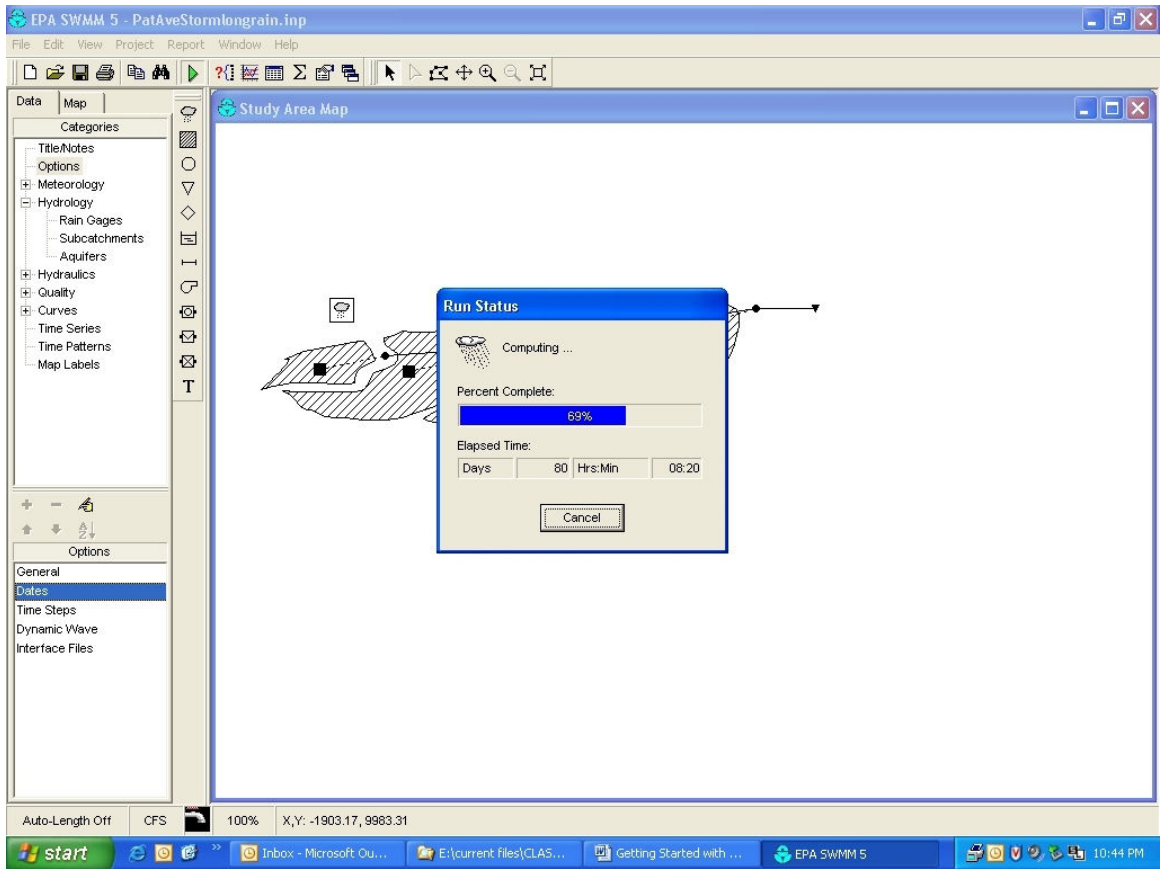 EPA SWMM 5 - PatAveStormlongrain.inp
File Edit View Project Report Window Help
Data Map
Categories
Title/Notes
Options
Meteorology
Hydrology
Rain Gages
Subcatchments
Aquifers
Hydraulics
Quality
Curves
Time Series
Time Patterns
Map Labels
T
Study Area Map
Run Status
Computing ...
Percent Complete:
69%
Elapsed Time:
Days 80 Hrs:Min 08:20
Cancel
Options
General
Dates
Time Steps
Dynamic Wave
Interface Files
Auto-Length Off CFS 100% X,Y: -1903.17, 9983.31
start Inbox - Microsoft Ou... E:\current files\CLAS... Getting Started with ... EPA SWMM 5 10:44 PM